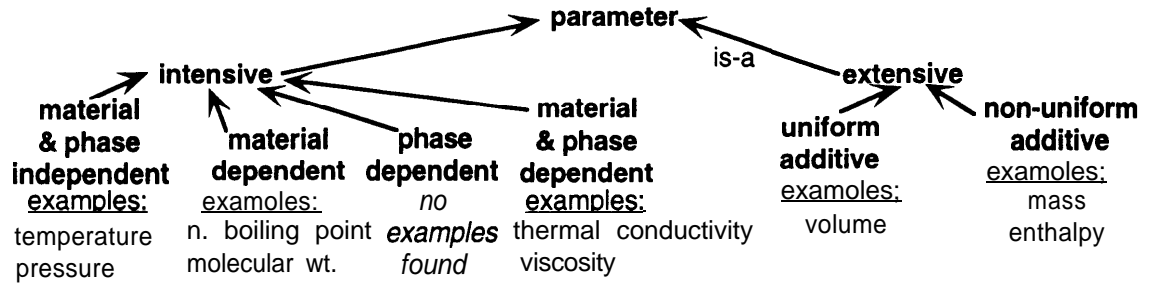 parameter
is-a
intensive
extensive
material
& phase
independent
examples:
temperature
pressure
material
dependent
examoles:
n. boiling point
molecular wt.
phase
dependent
no
examples
found
material
& phase
dependent
examples:
thermal conductivity
viscosity
uniform
additive
examoles;
volume
non-uniform
additive
examoles:
mass
enthalpy